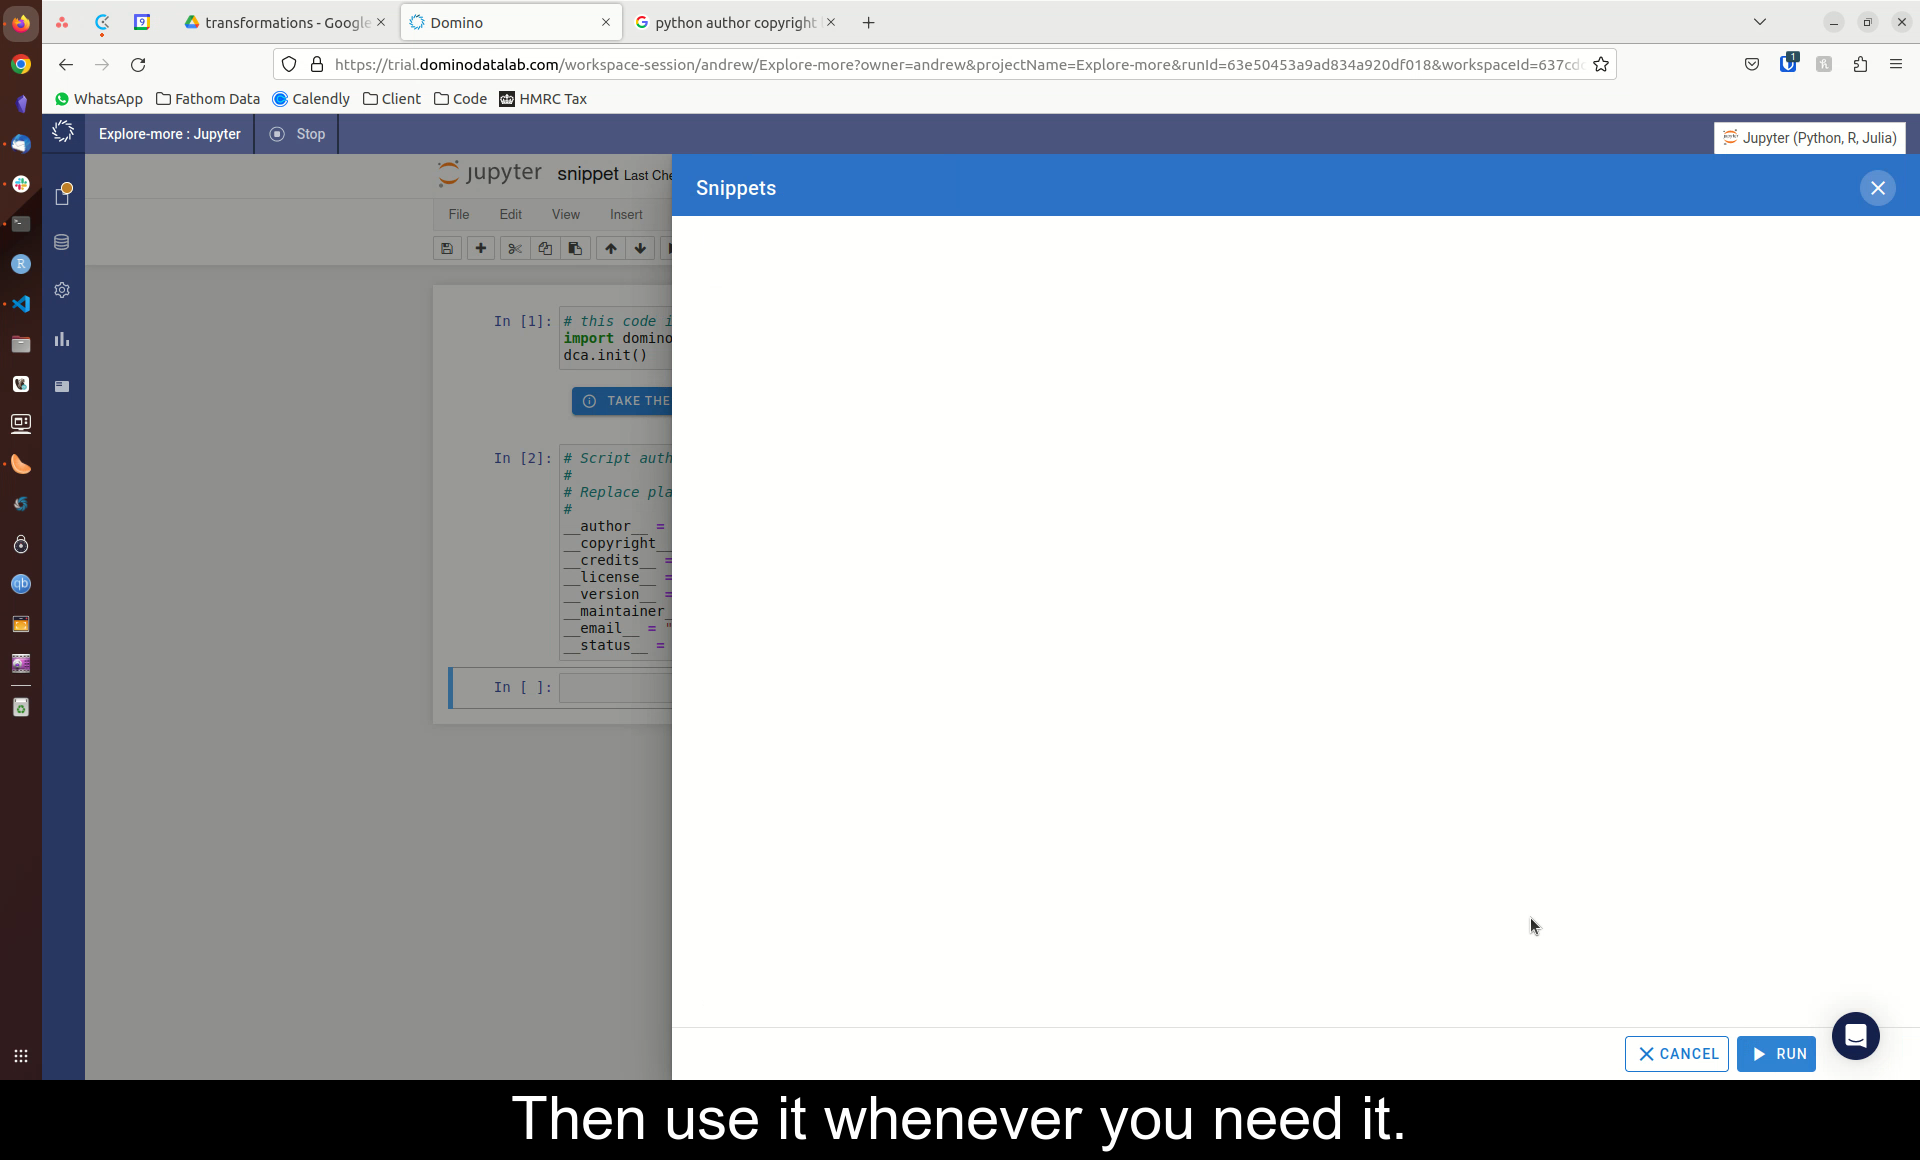 transformations - Google
Domino
python author copyright
https://trial.dominodatalab.com/workspace-session/andrew/Explore-more?owner=andrew&projectName=Explore-more&runId=63e50453a9ad834a920df018&workspaceId=637cd
WhatsApp Fathom Data Calendly Client Code HMRC Tax
Explore-more : Jupyter Stop
Jupyter (Python, R, Julia)
jupyter snippet Last Che
Snippets
File Edit View Insert
In [1]: # this code i
import domino
dca.init()
TAKE THE
In [2]: # Script auth
#
# Replace pla
#
__author__ =
__copyright__
__credits__ =
__license__ =
__version__ =
__maintainer_
__email__ = "
__status__ =
In [ ]:
CANCEL RUN
Then use it whenever you need it.